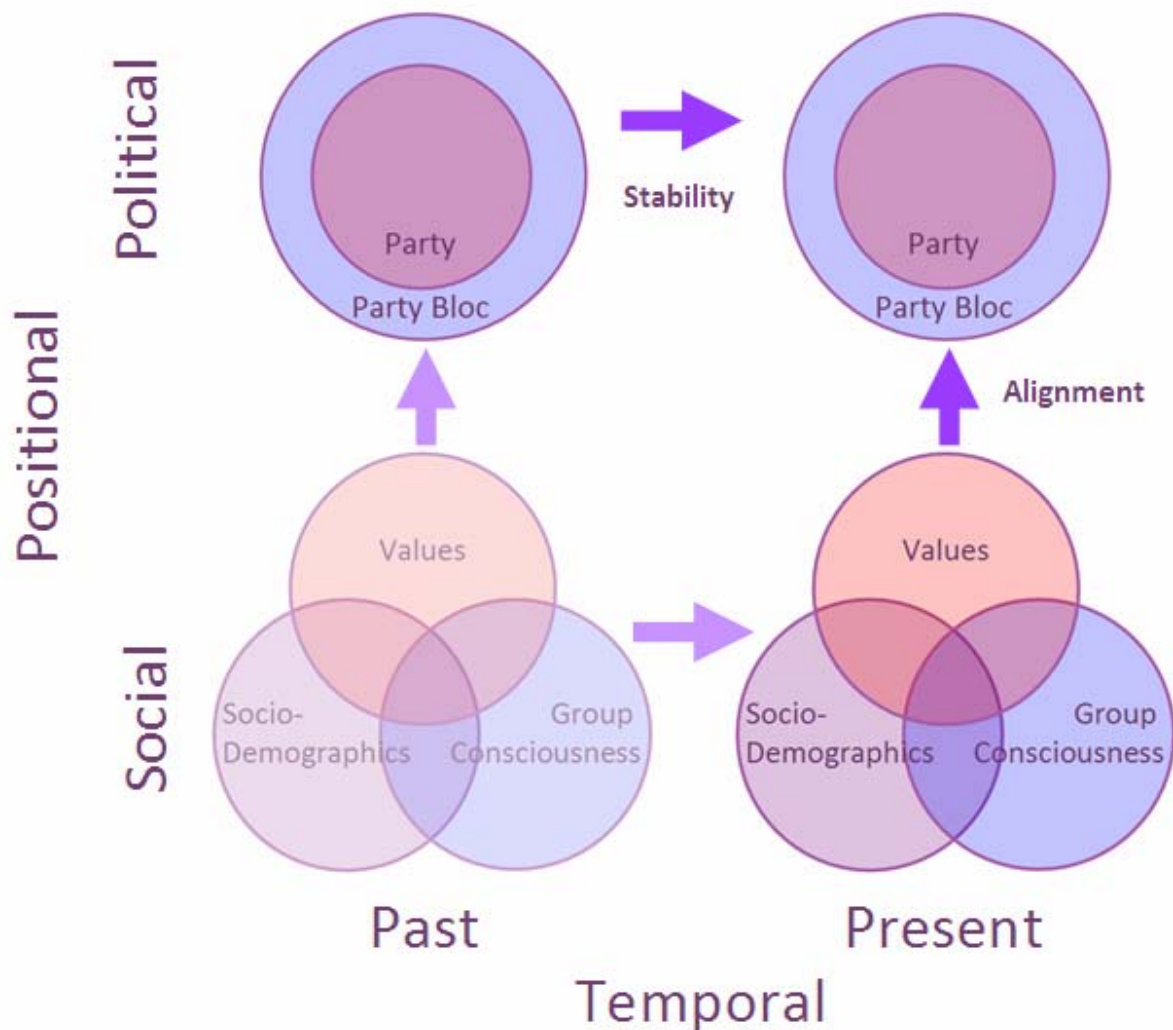 Political
Party
Party Bloc
Stability
Party
Party Bloc
Positional
Alignment
Social
Values
Socio-
Demographics
Group
Consciousness
Values
Socio-
Demographics
Group
Consciousness
Past
Present
Temporal